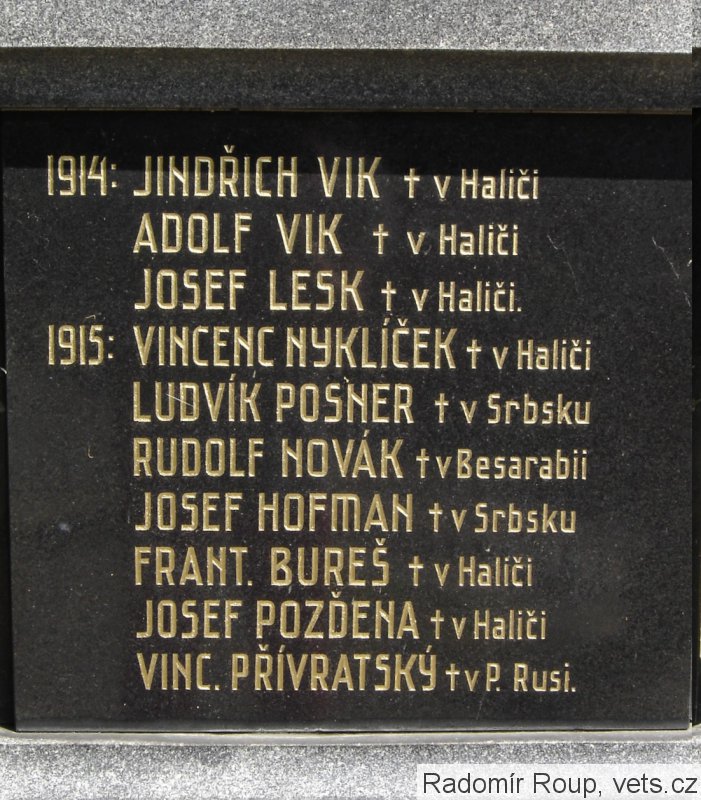 1914: JINDŘICH VIK † v Haliči
ADOLF VIK † v Haliči
JOSEF LESK † v Haliči.
1915: VINCENC NYKLÍČEK † v Haliči
LUDVÍK POSNER † v Srbsku
RUDOLF NOVÁK † v Besarabii
JOSEF HOFMAN † v Srbsku
FRANT. BUREŠ † v Haliči
JOSEF POZĎENA † v Haliči
VINC. PŘÍVRATSKÝ † v P. Rusi.
Radomír Roup, vets.cz